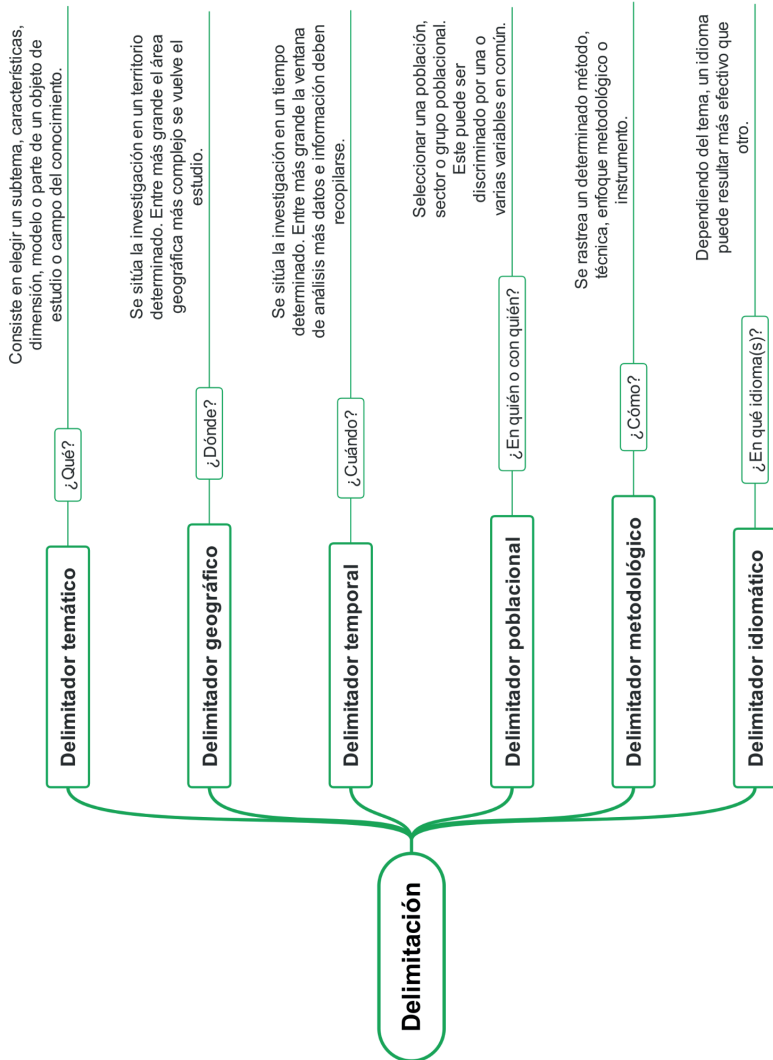 Delimitación
Delimitador temático
¿Qué?
Consiste en elegir un subtema, características,
dimensión, modelo o parte de un objeto de
estudio o campo del conocimiento.
Delimitador geográfico
¿Dónde?
Se sitúa la investigación en un territorio
determinado. Entre más grande el área
geográfica más complejo se vuelve el
estudio.
Delimitador temporal
¿Cuándo?
Se sitúa la investigación en un tiempo
determinado. Entre más grande la ventana
de análisis más datos e información deben
recopilarse.
Delimitador poblacional
¿En quién o con quién?
Seleccionar una población,
sector o grupo poblacional.
Este puede ser
discriminado por una o
varias variables en común.
Delimitador metodológico
¿Cómo?
Se rastrea un determinado método,
técnica, enfoque metodológico o
instrumento.
Delimitador idiomático
¿En qué idioma(s)?
Dependiendo del tema, un idioma
puede resultar más efectivo que
otro.